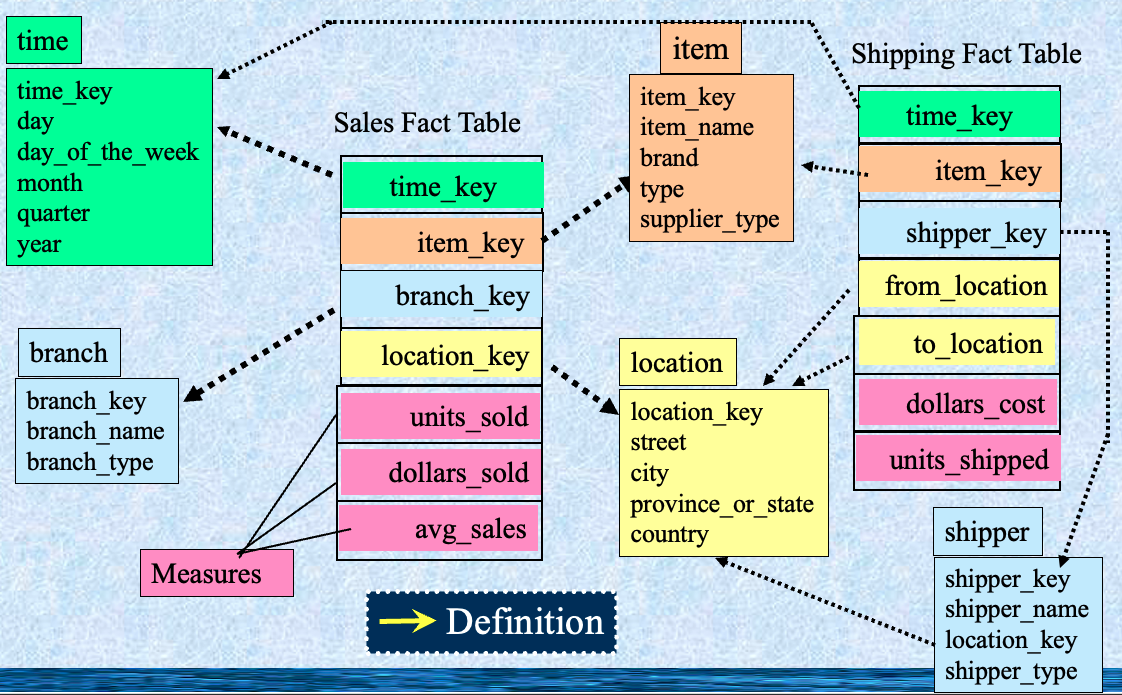 time
time_key
day
day_of_the_week
month
quarter
year
branch
branch_key
branch_name
branch_type
Sales Fact Table
time_key
item_key
branch_key
location_key
units_sold
dollars_sold
avg_sales
Measures
item
item_key
item_name
brand
type
supplier_type
location
location_key
street
city
province_or_state
country
Shipping Fact Table
time_key
item_key
shipper_key
from_location
to_location
dollars_cost
units_shipped
shipper
shipper_key
shipper_name
location_key
shipper_type
Definition